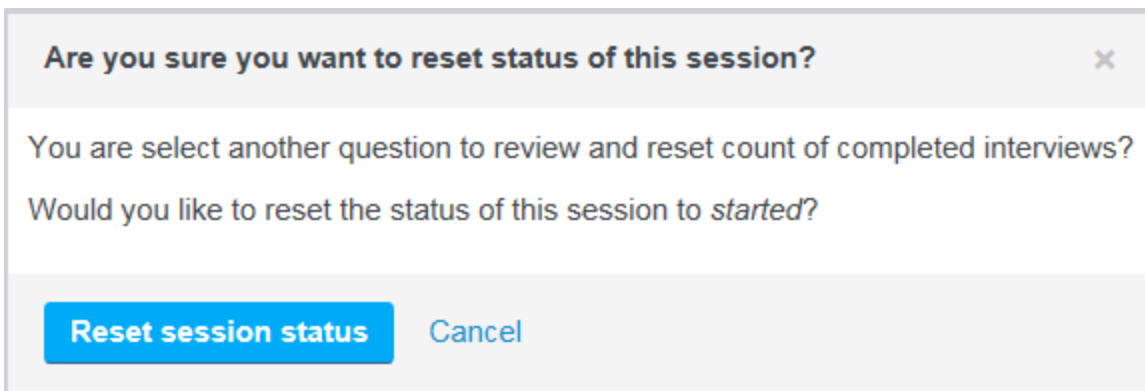 Are you sure you want to reset status of this session?
You are select another question to review and reset count of completed interviews?
Would you like to reset the status of this session to started?
Reset session status
Cancel